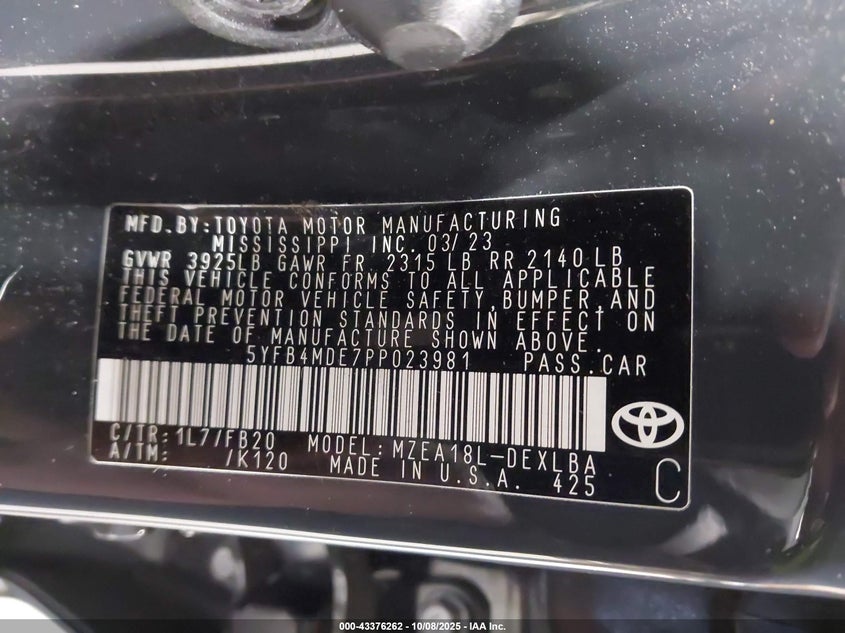 MFD.BY:TOYOTA MOTOR MANUFACTURING
MISSISSIPPI INC. 03/23
GVWR 3925LB GAWR FR. 2315 LB RR 2140 LB
THIS VEHICLE CONFORMS TO ALL APPLICABLE
FEDERAL MOTOR VEHICLE SAFETY, BUMPER, AND
THEFT PREVENTION STANDARDS IN EFFECT ON
THE DATE OF MANUFACTURE SHOWN ABOVE.
5YFB4MDE7PP023981 PASS.CAR
C/TR:1L7/FB20 MODEL:MZEA18L-DEXLBA
A/TM: /K120 MADE IN U.S.A. 425
C
000-43376262 - 10/08/2025 - IAA Inc.